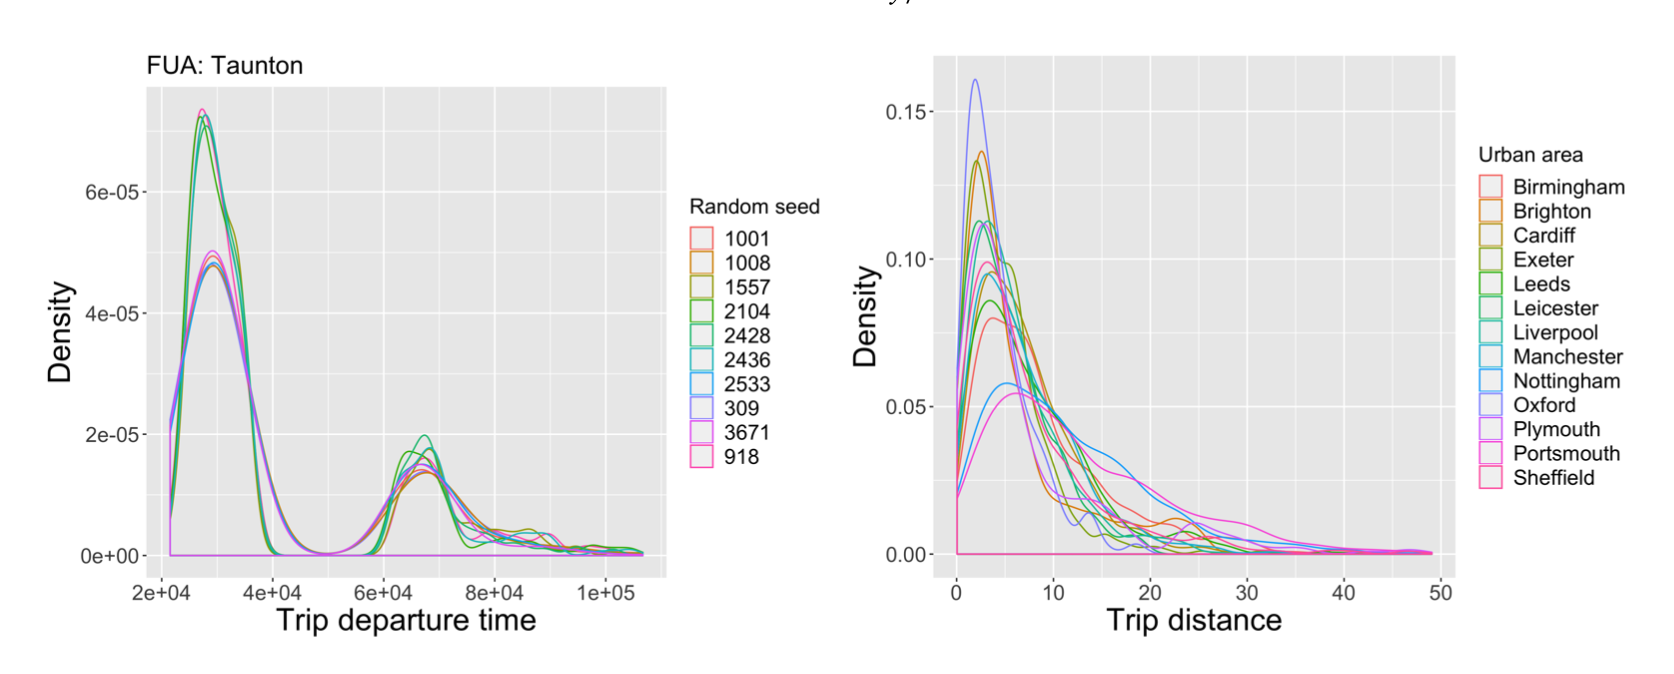 FUA: Taunton
Density
6e-05
4e-05
2e-05
0e+00
2e+04 4e+04 6e+04 8e+04 1e+05
Trip departure time
Random seed
1001
1008
1557
2104
2428
2436
2533
309
3671
918
Density
0.15
0.10
0.05
0.00
0 10 20 30 40 50
Trip distance
Urban area
Birmingham
Brighton
Cardiff
Exeter
Leeds
Leicester
Liverpool
Manchester
Nottingham
Oxford
Plymouth
Portsmouth
Sheffield